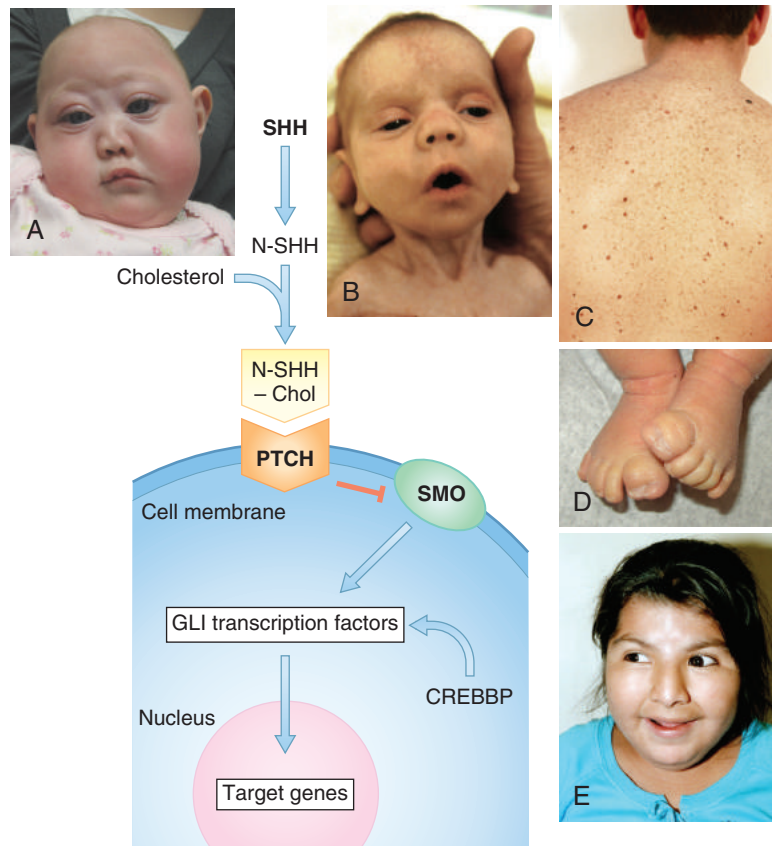 A
SHH
N-SHH
Cholesterol
B
C
N-SHH
– Chol
PTCH
SMO
Cell membrane
D
GLI transcription factors
CREBBP
Nucleus
Target genes
E